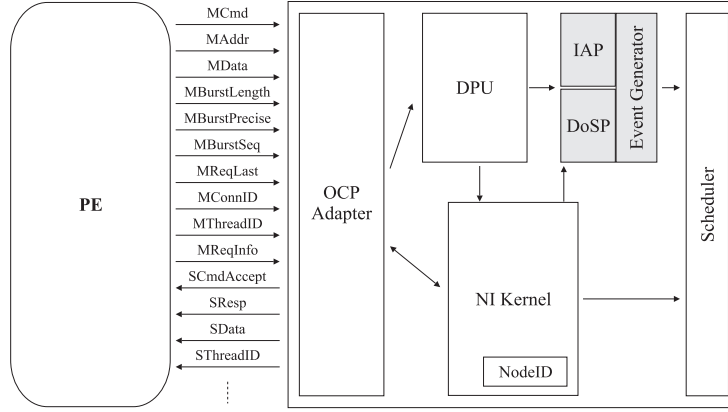 PE
MCmd
MAddr
MData
MBurstLength
MBurstPrecise
MBurstSeq
MReqLast
MConnID
MThreadID
MReqInfo
SCmdAccept
SResp
SData
SThreadID
OCP
Adapter
DPU
IAP
DoSP
Event Generator
NI Kernel
NodeID
Scheduler